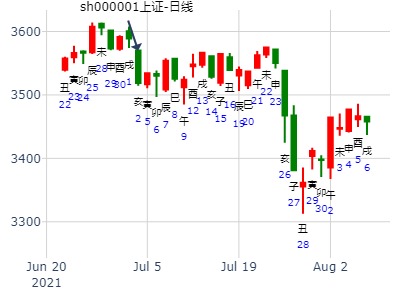 sh000001上证-日线
3600
3500
3400
3300
丑
22
寅
23
卯
24
辰
25
未
28
申
29
酉
30
戌
1
亥
2
寅
5
卯
6
辰
7
巳
8
午
9
酉
12
戌
13
亥
14
子
15
丑
16
辰
19
巳
20
午
21
未
22
申
23
亥
26
子
27
丑
28
寅
29
卯
30
午
2
未
3
申
4
酉
5
戌
6
Jun 20
2021
Jul 5
Jul 19
Aug 2